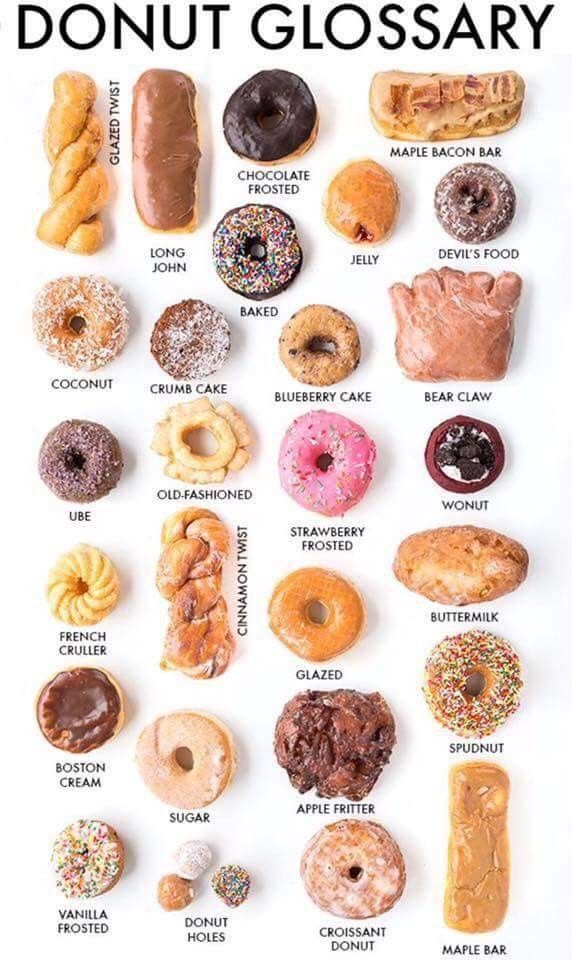 DONUT GLOSSARY
GLAZED TWIST
LONG
JOHN
CHOCOLATE
FROSTED
MAPLE BACON BAR
JELLY
DEVIL'S FOOD
BAKED
COCONUT
CRUMB CAKE
BLUEBERRY CAKE
BEAR CLAW
UBE
OLD-FASHIONED
STRAWBERRY
FROSTED
WONUT
FRENCH
CRULLER
CINNAMON TWIST
GLAZED
BUTTERMILK
BOSTON
CREAM
SUGAR
APPLE FRITTER
SPUDNUT
VANILLA
FROSTED
DONUT
HOLES
CROISSANT
DONUT
MAPLE BAR